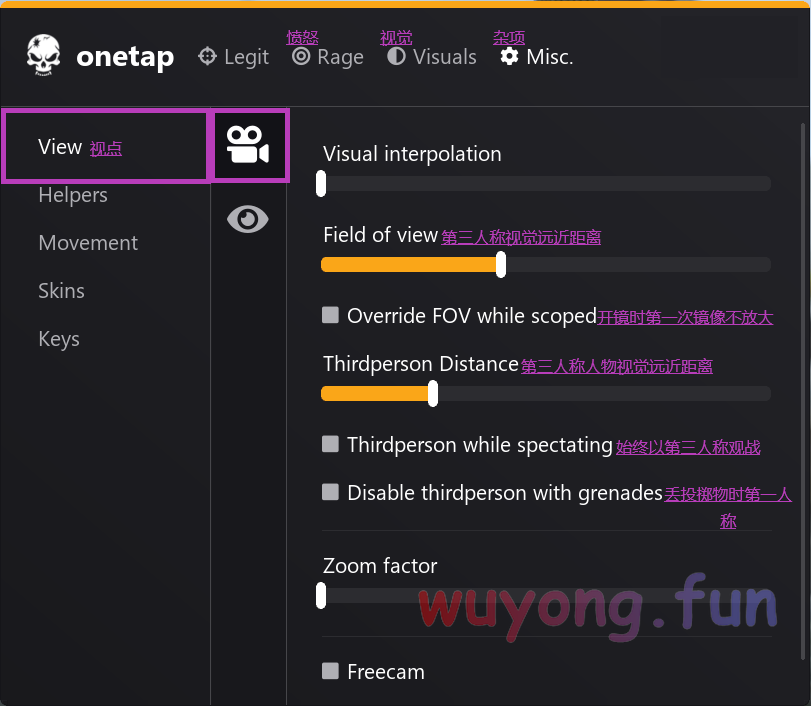 愤怒 视觉 杂项
onetap Legit Rage Visuals Misc.
View 视点
Helpers
Movement
Skins
Keys
Visual interpolation
Field of view 第三人称视觉远近距离
Override FOV while scoped 开镜时第一次镜像不放大
Thirdperson Distance 第三人称人物视觉远近距离
Thirdperson while spectating 始终以第三人称观战
Disable thirdperson with grenades 丢投掷物时第一人
称
Zoom factor
wuyong.fun
Freecam